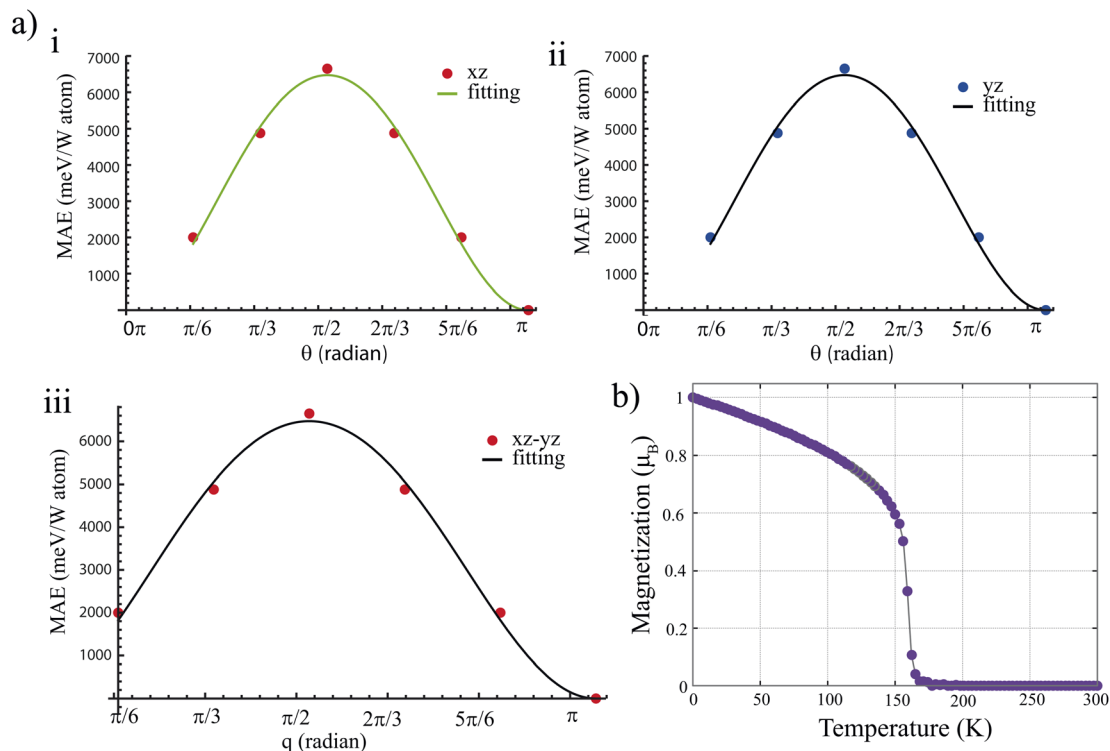 a)
i
7000
6000
5000
4000
3000
2000
1000
MAE (meV/W atom)
xz
fitting
0π π/6 π/3 π/2 2π/3 5π/6 π
θ (radian)
ii
7000
6000
5000
4000
3000
2000
1000
MAE (meV/W atom)
yz
fitting
0π π/6 π/3 π/2 2π/3 5π/6 π
θ (radian)
iii
6000
5000
4000
3000
2000
1000
MAE (meV/W atom)
xz-yz
fitting
π/6 π/3 π/2 2π/3 5π/6 π
q (radian)
b)
1
0.8
0.6
0.4
0.2
0
Magnetization (μB)
0 50 100 150 200 250 300
Temperature (K)